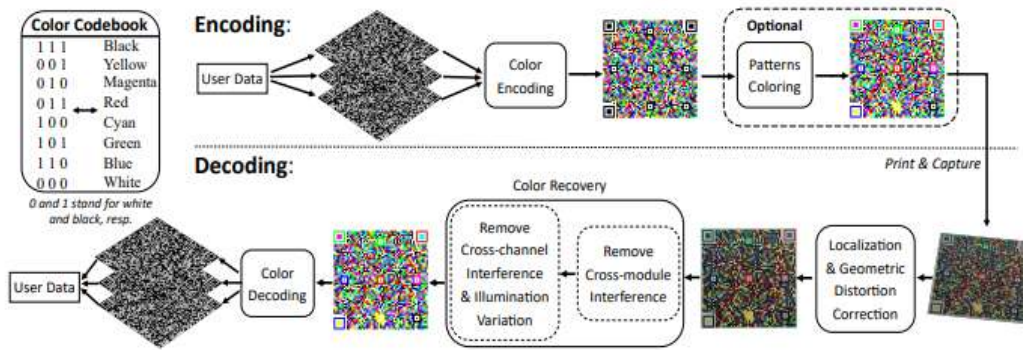 Color Codebook
1 1 1 Black
0 0 1 Yellow
0 1 0 Magenta
0 1 1 Red
1 0 0 Cyan
1 0 1 Green
1 1 0 Blue
0 0 0 White
0 and 1 stand for white
and black, resp.
Encoding:
User Data
Color
Encoding
Optional
Patterns
Coloring
Print & Capture
Decoding:
Color Recovery
User Data
Color
Decoding
Remove
Cross-channel
Interference
& Illumination
Variation
Remove
Cross-module
Interference
Localization
& Geometric
Distortion
Correction